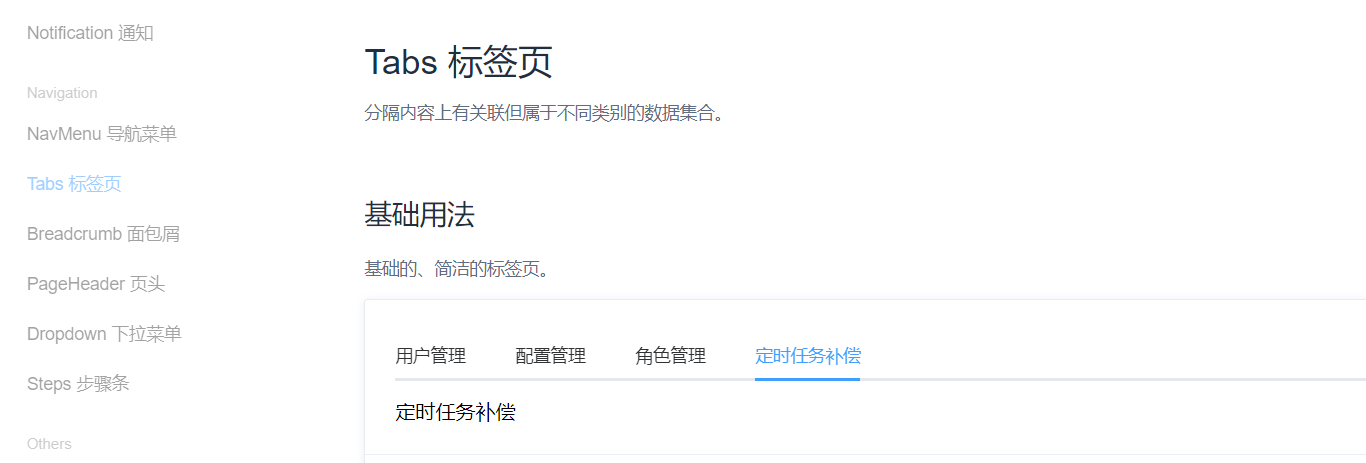 Notification 通知
Navigation
NavMenu 导航菜单
Tabs 标签页
Breadcrumb 面包屑
PageHeader 页头
Dropdown 下拉菜单
Steps 步骤条
Others
Tabs 标签页
分隔内容上有关联但属于不同类别的数据集合。
基础用法
基础的、简洁的标签页。
用户管理 配置管理 角色管理 定时任务补偿
定时任务补偿